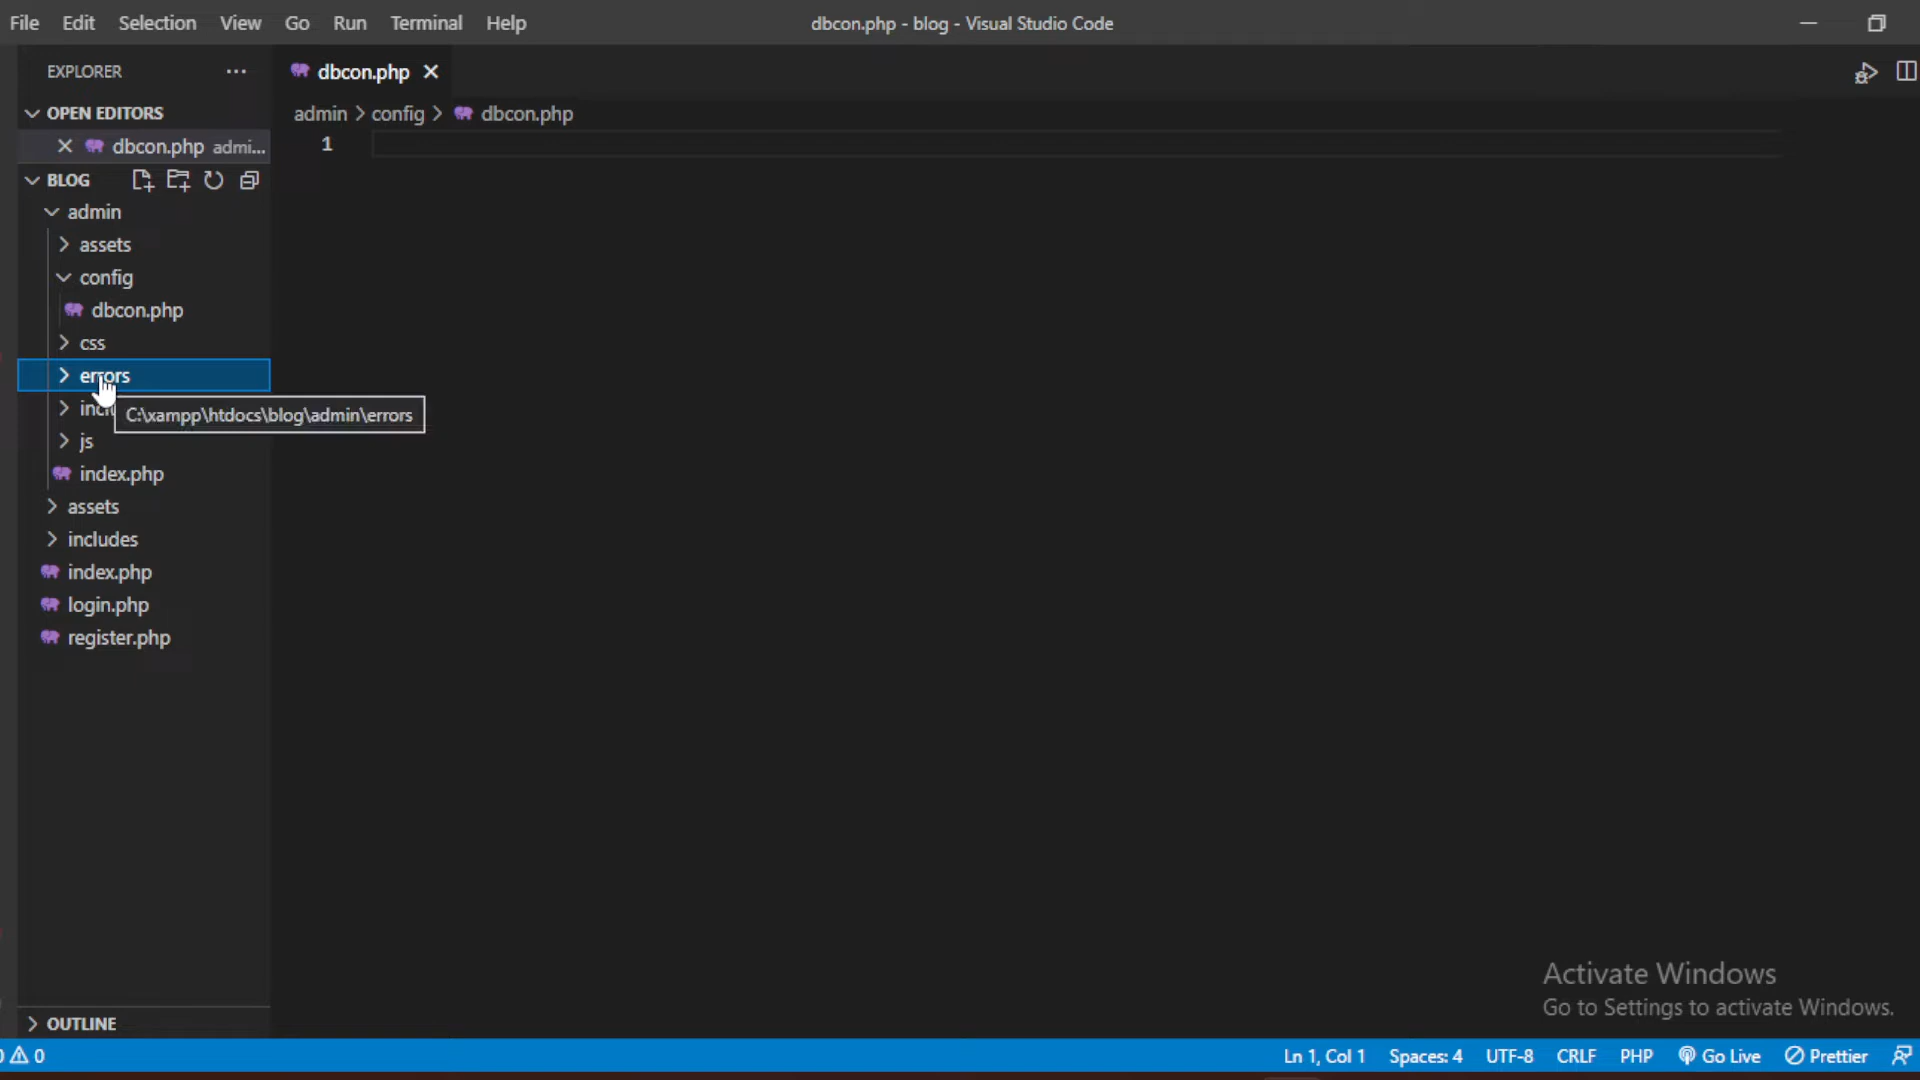 File Edit Selection View Go Run Terminal Help
dbcon.php - blog - Visual Studio Code
EXPLORER
dbcon.php
OPEN EDITORS
admin > config > dbcon.php
dbcon.php admi...
1
BLOG
admin
assets
config
dbcon.php
css
errors
C:\xampp\htdocs\blog\admin\errors
js
index.php
assets
includes
index.php
login.php
register.php
Activate Windows
Go to Settings to activate Windows.
OUTLINE
0
Ln 1, Col 1 Spaces: 4 UTF-8 CRLF PHP Go Live Prettier